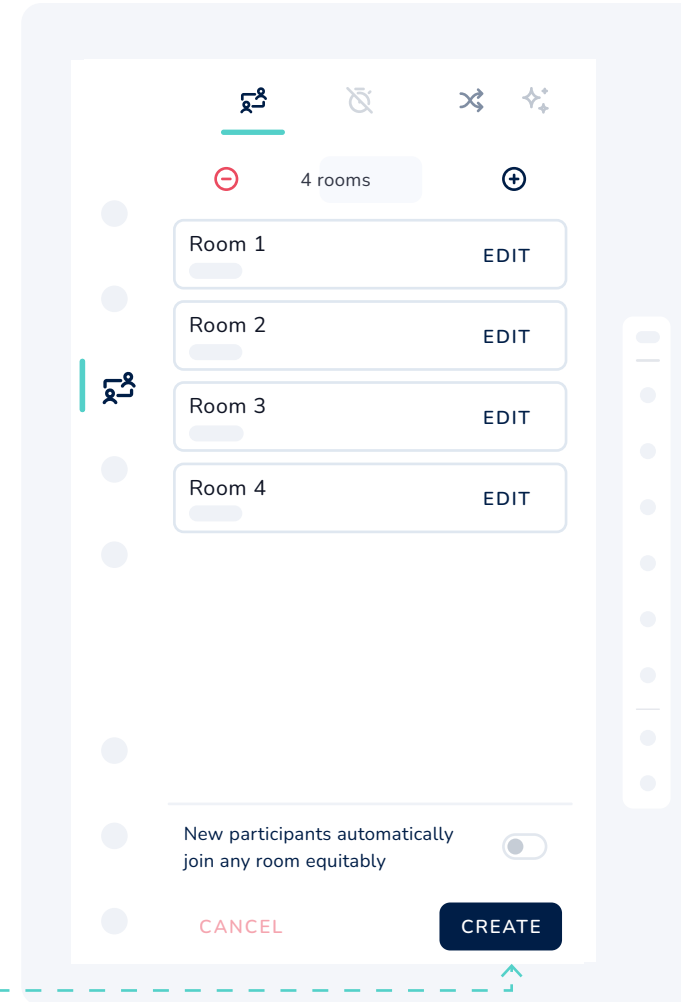 4 rooms
Room 1
EDIT
Room 2
EDIT
Room 3
EDIT
Room 4
EDIT
New participants automatically
join any room equitably
CANCEL
CREATE